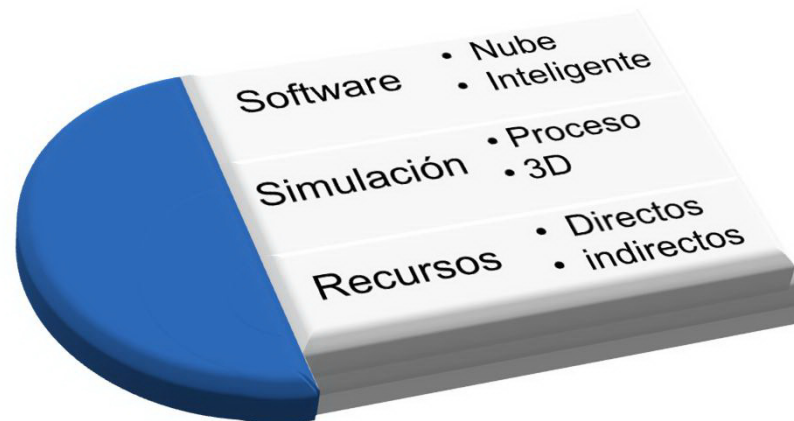 Software
• Nube
• Inteligente
Simulación
• Proceso
• 3D
Recursos
• Directos
• indirectos